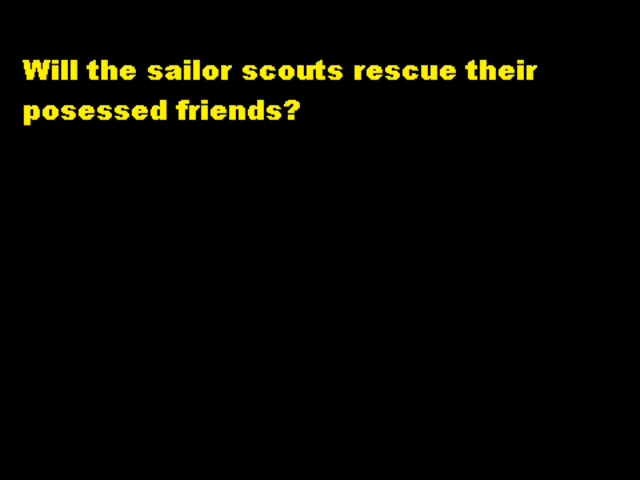 Will the sailor scouts rescue their
posessed friends?